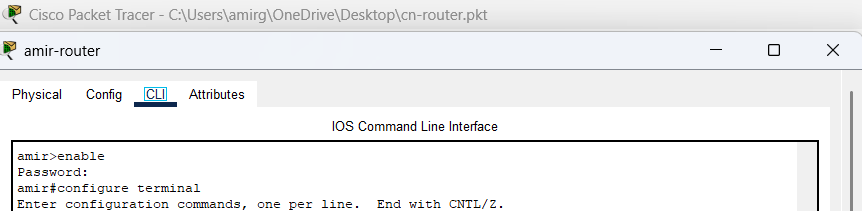 Cisco Packet Tracer - C:\Users\amirg\OneDrive\Desktop\cn-router.pkt
amir-router
Physical Config CLI Attributes
IOS Command Line Interface
amir>enable
Password:
amir#configure terminal
Enter configuration commands, one per line.  End with CNTL/Z.